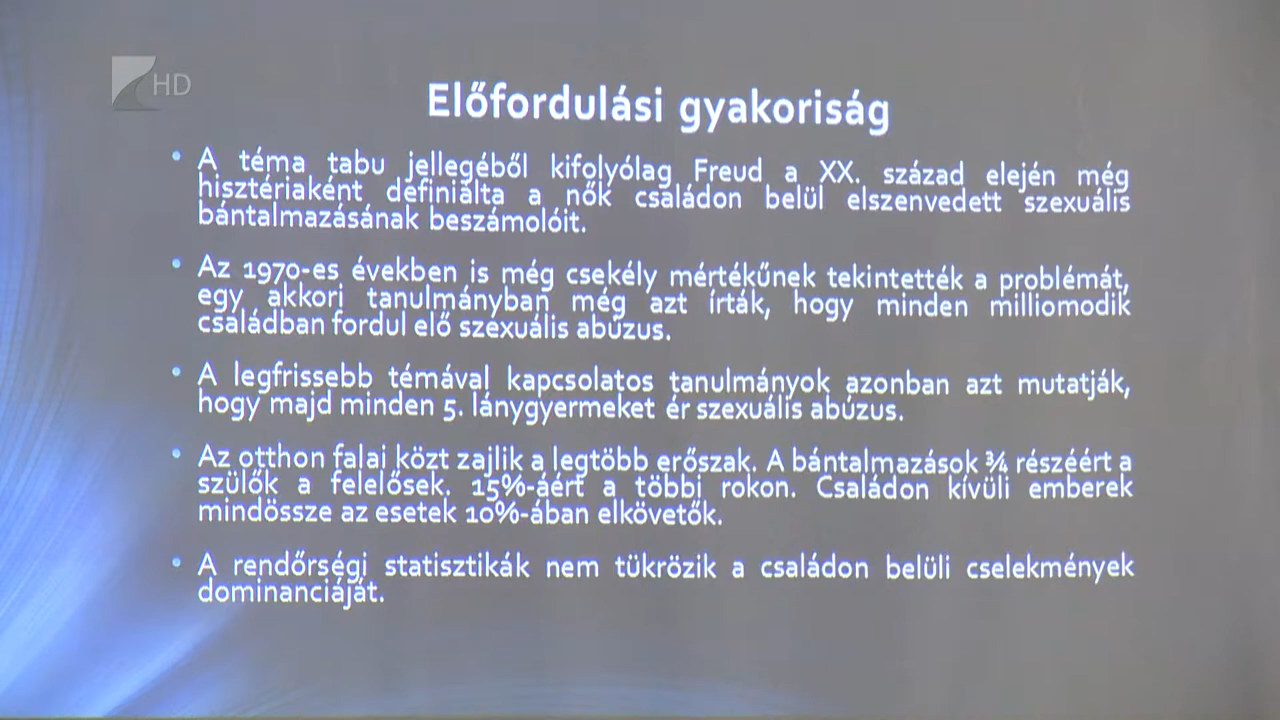 HD
Előfordulási gyakoriság
• A téma tabu jellegéből kifolyólag Freud a XX. század elején még
hisztériaként definiálta a nők családon belül elszenvedett szexuális
bántalmazásának beszámolóit.
• Az 1970-es években is még csekély mértékűnek tekintették a problémát,
egy akkori tanulmányban még azt írták, hogy minden milliomodik
családban fordul elő szexuális abúzus.
• A legfrissebb témával kapcsolatos tanulmányok azonban azt mutatják,
hogy majd minden 5. lánygyermeket ér szexuális abúzus.
• Az otthon falai közt zajlik a legtöbb erőszak. A bántalmazások ¾ részéért a
szülők a felelősek. 15%-áért a többi rokon. Családon kívüli emberek
mindössze az esetek 10%-ában elkövetők.
• A rendőrségi statisztikák nem tükrözik a családon belüli cselekmények
dominanciáját.